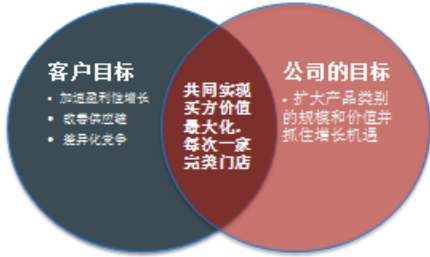 客户目标
• 加速盈利性增长
• 改善供应链
• 差异化竞争
共同实现
买方价值
最大化，
每次一家
完美门店
公司的目标
• 扩大产品类别
的规模和价值并
抓住增长机遇